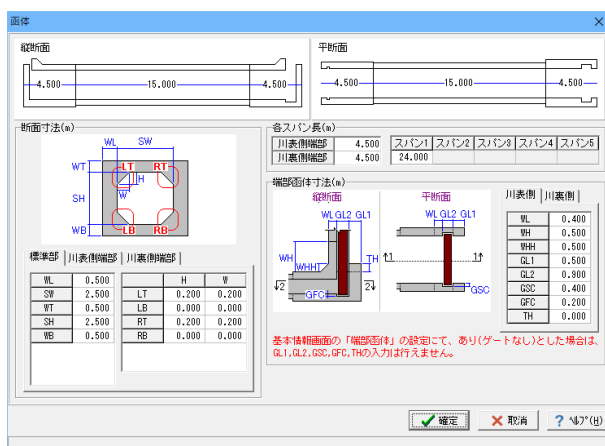 函体
縦断面
4.500 15.000 4.500
平断面
4.500 15.000 4.500
断面寸法(m)
WL SW
WT LT RT
H
W
SH
WB LB RB
標準部 川表側端部 川裏側端部
WL 0.500
SW 2.500
WT 0.500
SH 2.500
WB 0.500
H W
LT 0.200 0.200
LB 0.000 0.000
RT 0.200 0.200
RB 0.000 0.000
各スパン長(m)
川表側端部 4.500
川裏側端部 4.500
スパン1 スパン2 スパン3 スパン4 スパン5
24.000
端部函体寸法(m)
縦断面 平断面
WL GL2 GL1 WL GL2 GL1
WH
WHH TH 1 1
2 2
GFC GSC
川表側 川裏側
WL 0.400
WH 0.500
WHH 0.500
GL1 0.500
GL2 0.900
GSC 0.400
GFC 0.200
TH 0.000
基本情報画面の「端部函体」の設定にて、あり(ゲートなし)とした場合は、
GL1,GL2,GSC,GFC,THの入力は行えません。
確定 取消 ? ヘルプ(H)